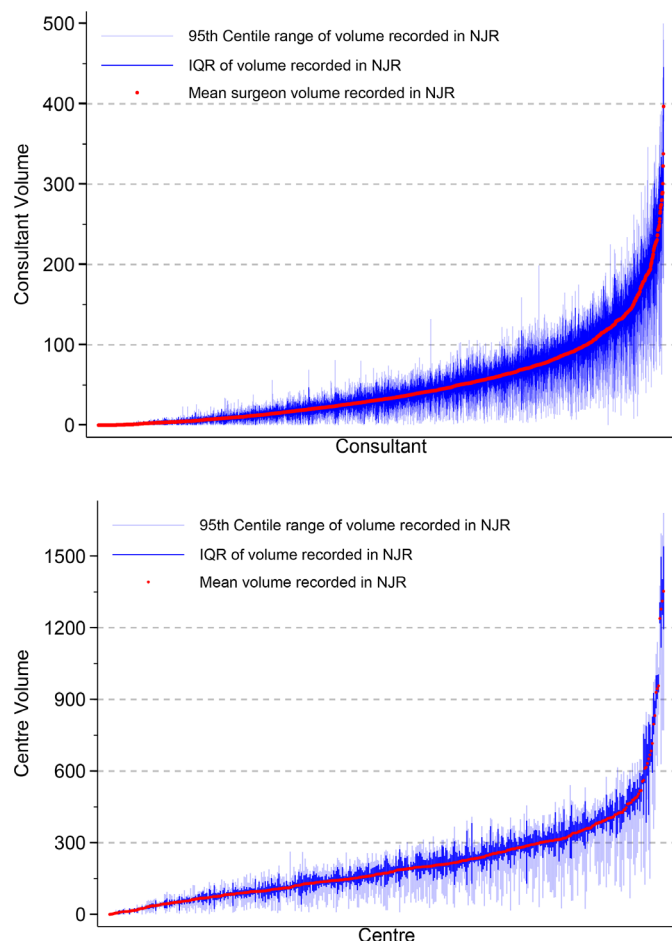 500
95th Centile range of volume recorded in NJR
IQR of volume recorded in NJR
Mean surgeon volume recorded in NJR
400
300
200
100
0
Consultant Volume
Consultant
95th Centile range of volume recorded in NJR
IQR of volume recorded in NJR
Mean volume recorded in NJR
1500
1200
900
600
300
0
Centre Volume
Centre